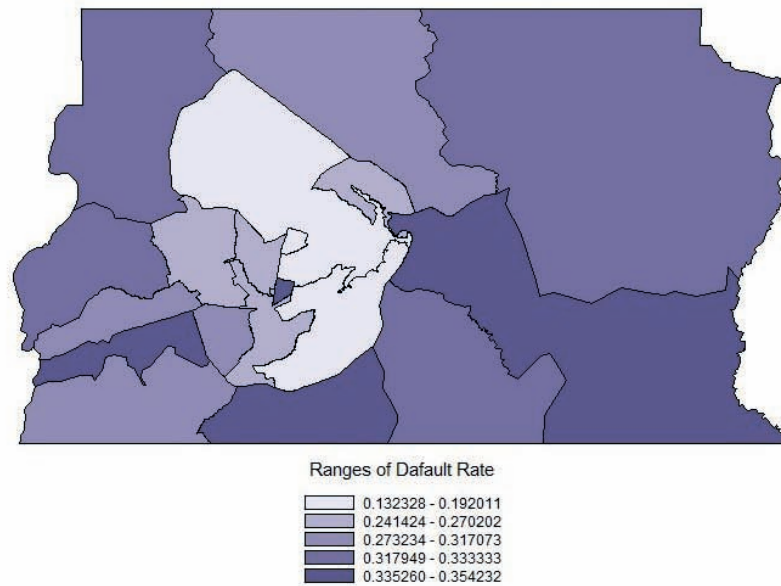 Ranges of Dafault Rate
0.132328 - 0.192011
0.241424 - 0.270202
0.273234 - 0.317073
0.317949 - 0.333333
0.335260 - 0.354232